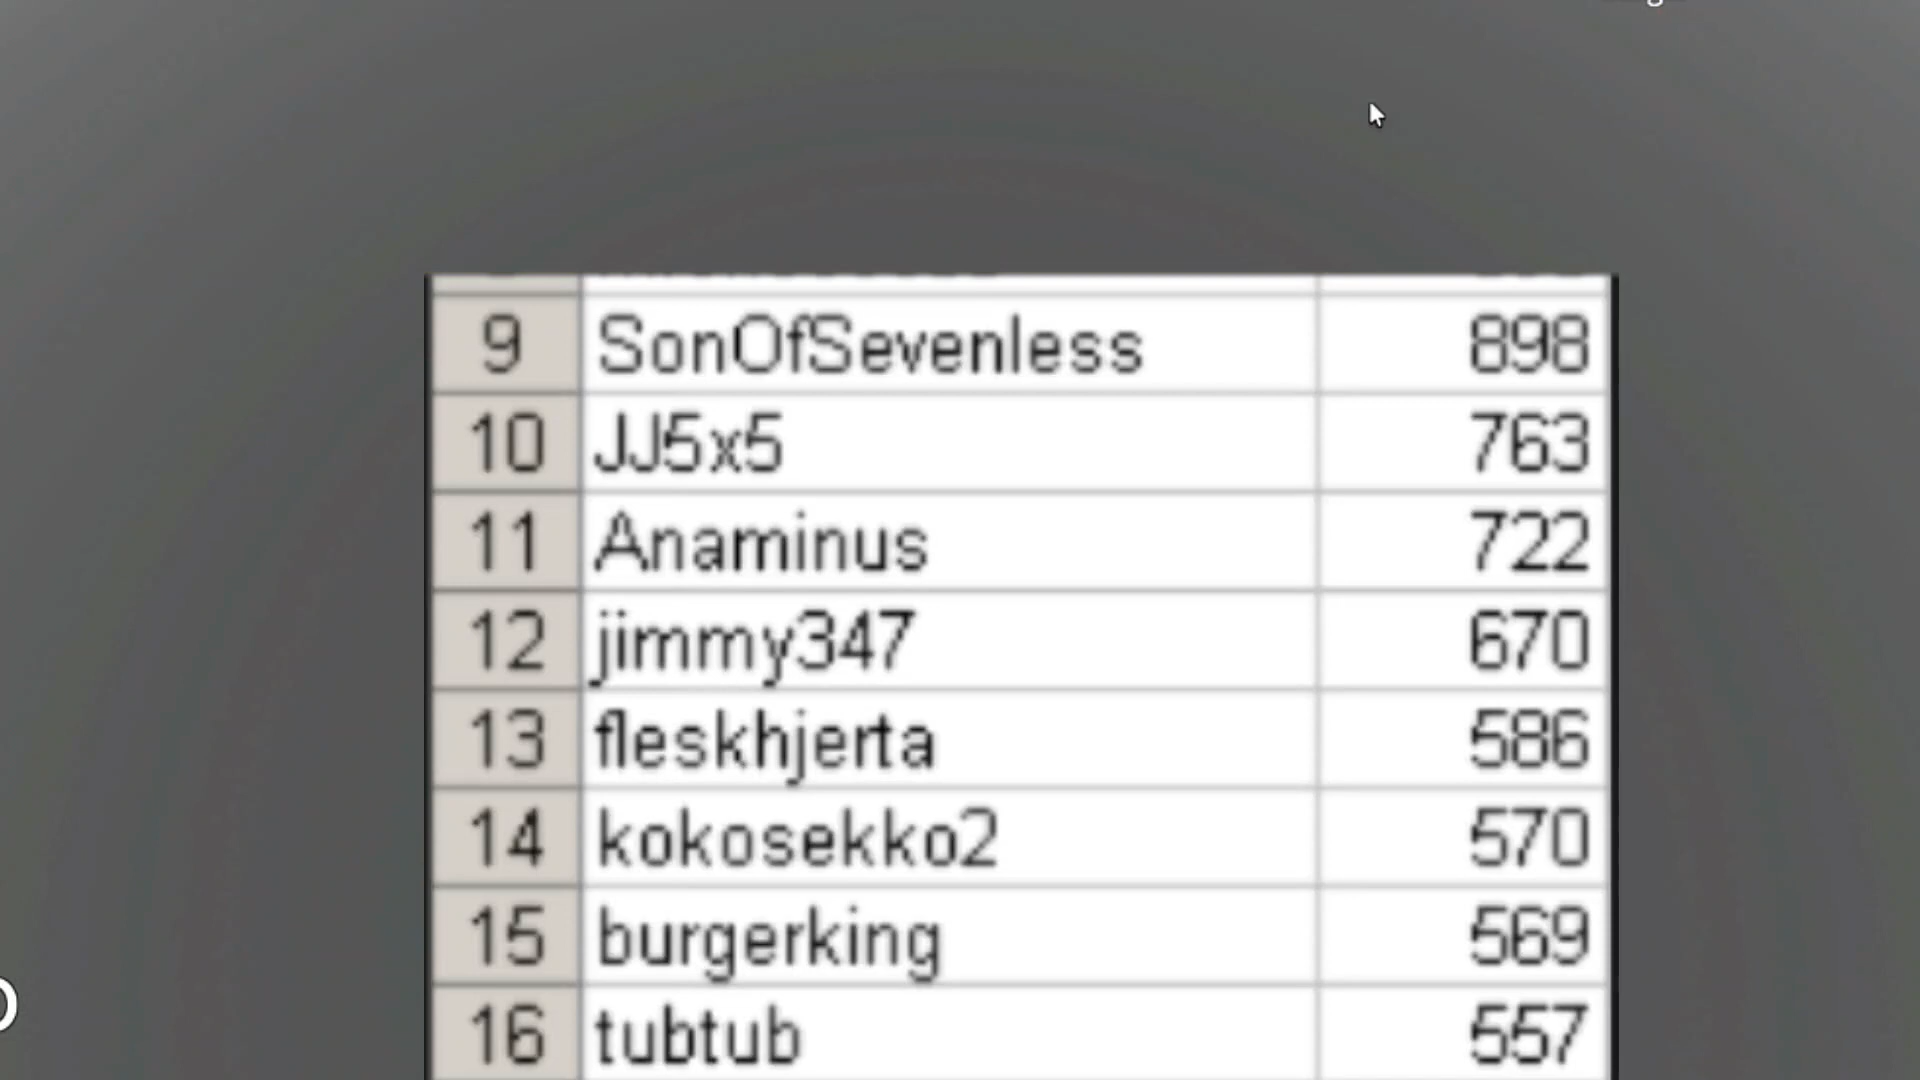 9 SonOfSevenless 898
10 JJ5x5 763
11 Anaminus 722
12 jimmy347 670
13 fleskhjerta 586
14 kokosekko2 570
15 burgerking 569
16 tubtub 557